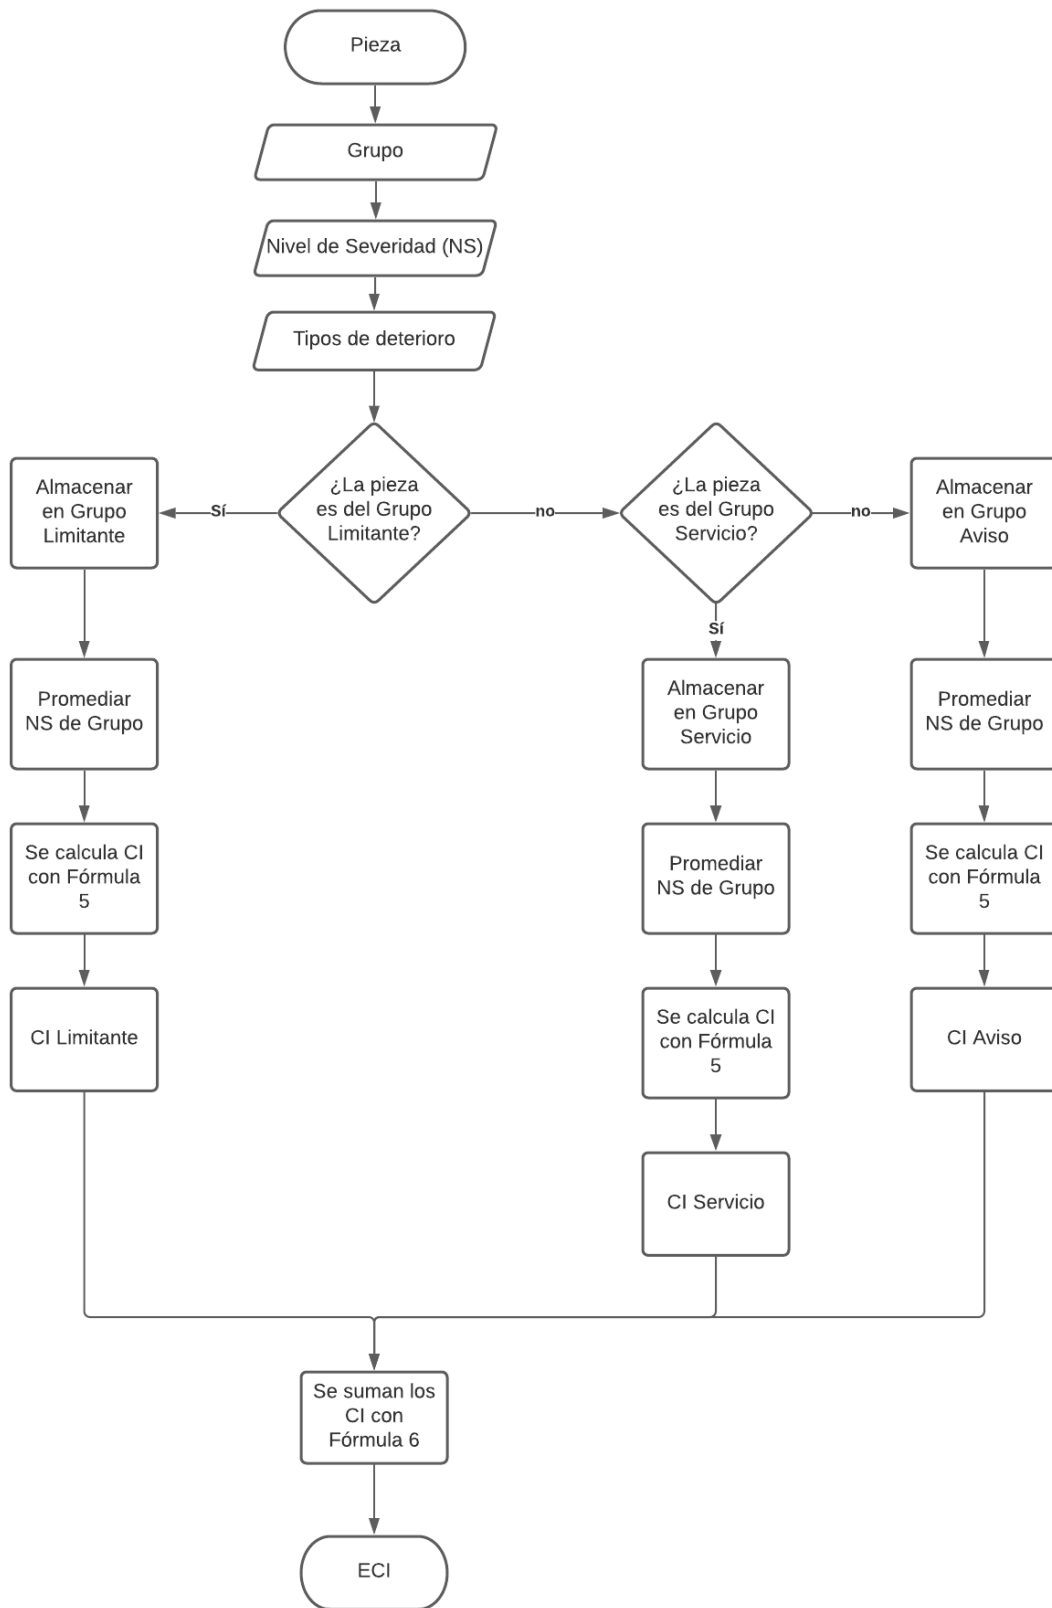 Pieza
Grupo
Nivel de Severidad (NS)
Tipos de deterioro
¿La pieza
es del Grupo
Limitante?
Sí
Almacenar
en Grupo
Limitante
no
¿La pieza
es del Grupo
Servicio?
no
Almacenar
en Grupo
Aviso
Sí
Promediar
NS de Grupo
Almacenar
en Grupo
Servicio
Promediar
NS de Grupo
Se calcula CI
con Fórmula
5
Promediar
NS de Grupo
Se calcula CI
con Fórmula
5
CI Limitante
Se calcula CI
con Fórmula
5
CI Aviso
CI Servicio
Se suman los
CI con
Fórmula 6
ECI